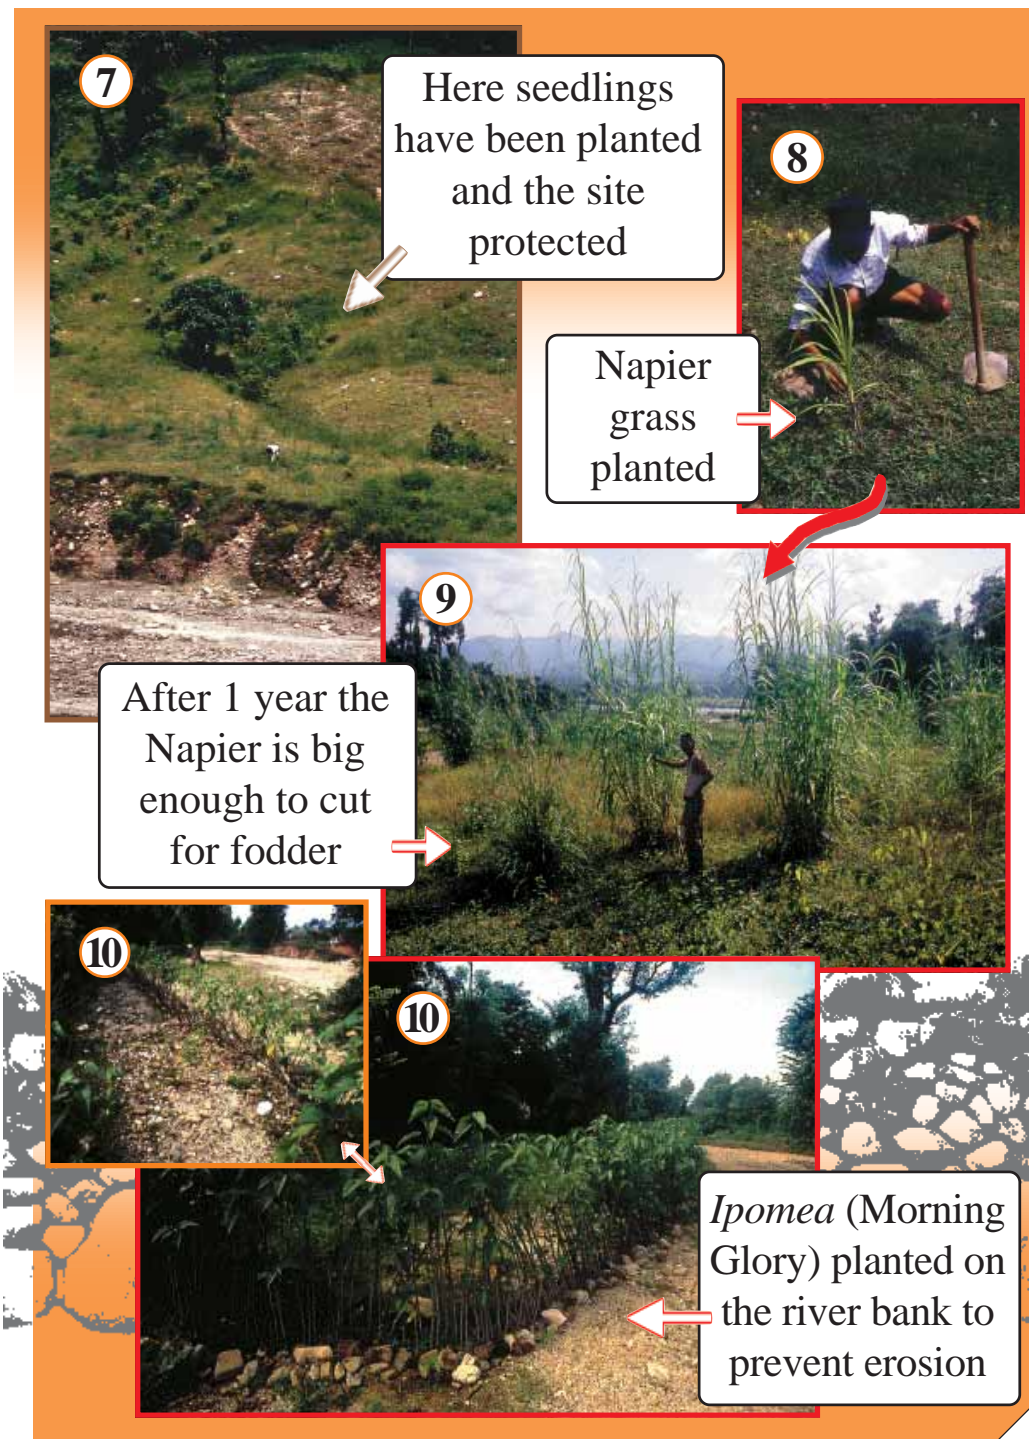 7
Here seedlings
have been planted
and the site
protected
8
Napier
grass
planted
9
After 1 year the
Napier is big
enough to cut
for fodder
10
10
Ipomea (Morning
Glory) planted on
the river bank to
prevent erosion